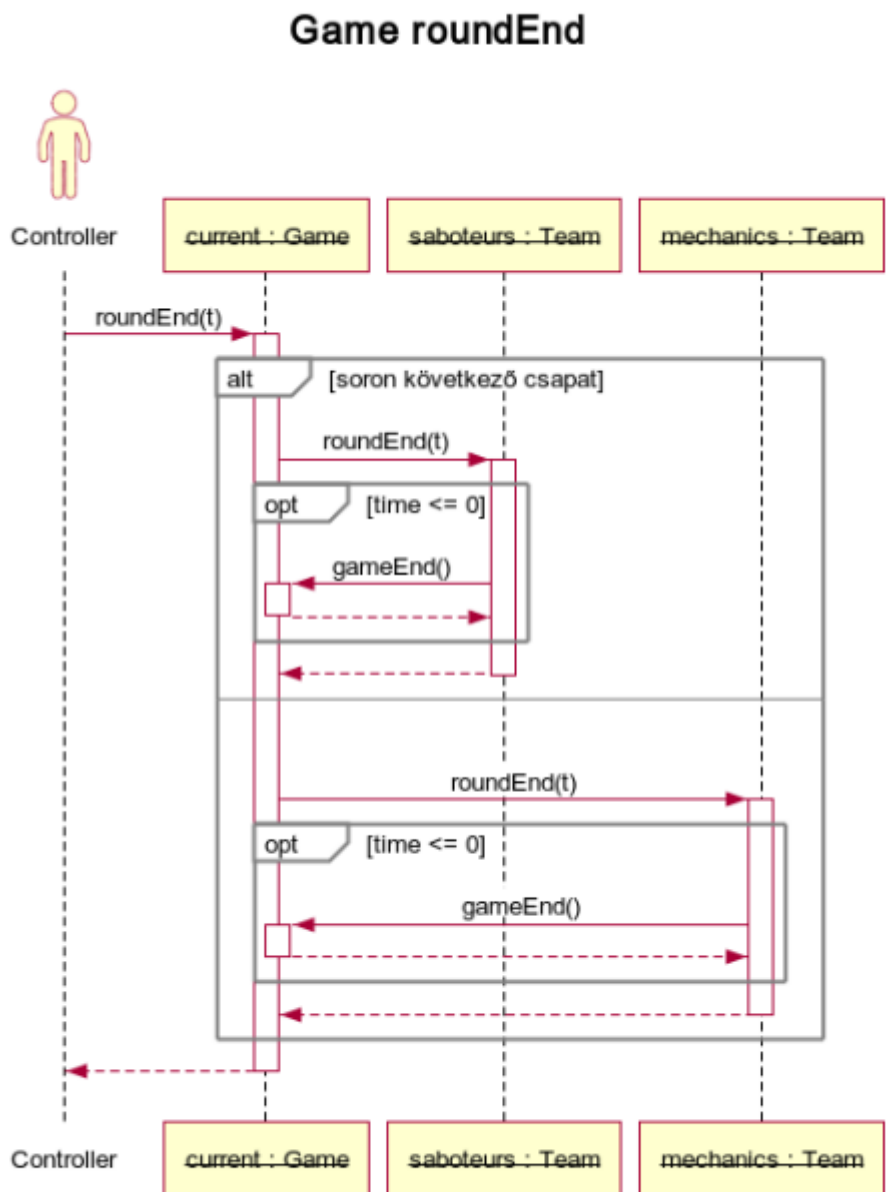 Game roundEnd
Controller
current : Game
saboteurs : Team
mechanics : Team
roundEnd(t)
alt
[soron következő csapat]
roundEnd(t)
opt
[time <= 0]
gameEnd()
roundEnd(t)
opt
[time <= 0]
gameEnd()
Controller
current : Game
saboteurs : Team
mechanics : Team